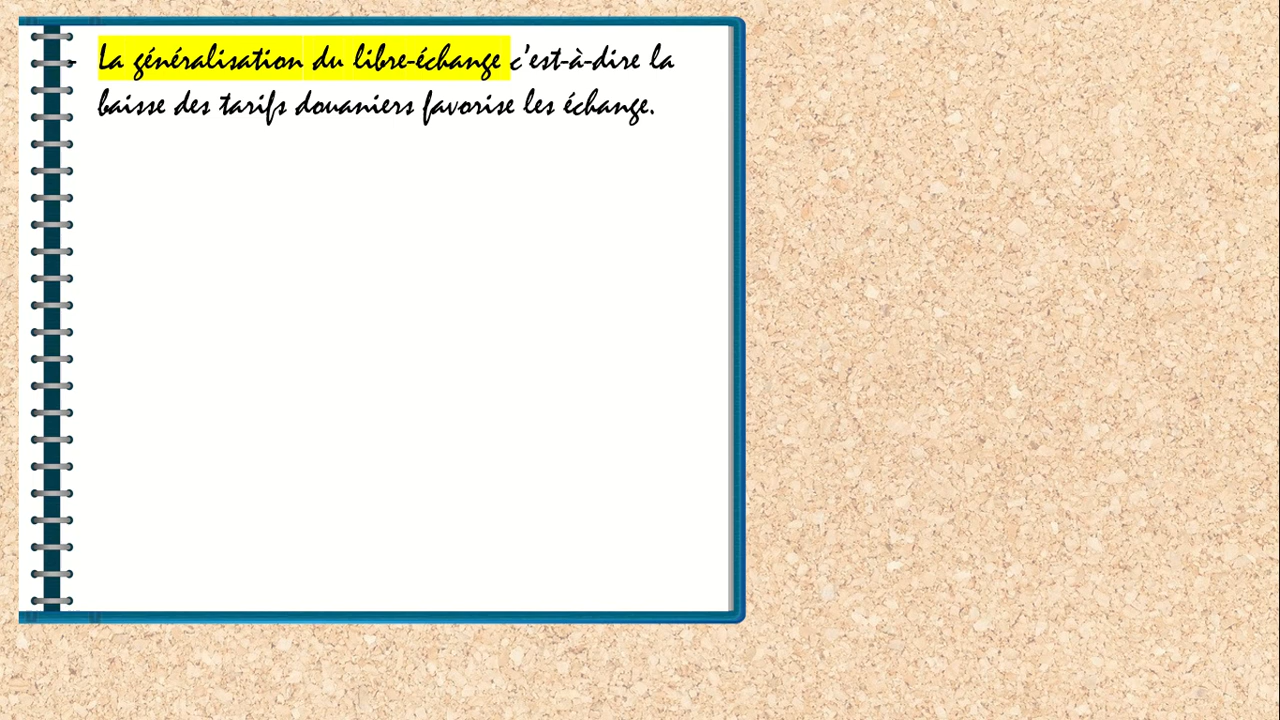 - La généralisation du libre-échange c'est-à-dire la
baisse des tarifs douaniers favorise les échange.